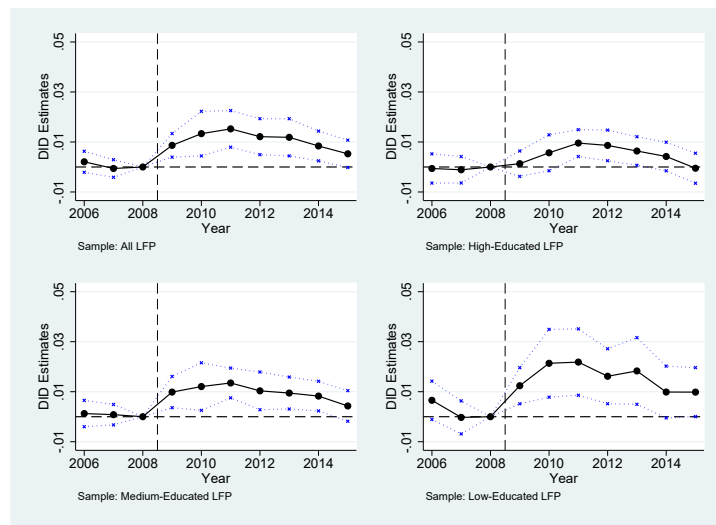 .05
.03
.01
-.01
DID Estimates
2006 2008 2010 2012 2014
Year
Sample: All LFP
.05
.03
.01
-.01
DID Estimates
2006 2008 2010 2012 2014
Year
Sample: High-Educated LFP
.05
.03
.01
-.01
DID Estimates
2006 2008 2010 2012 2014
Year
Sample: Medium-Educated LFP
.05
.03
.01
-.01
DID Estimates
2006 2008 2010 2012 2014
Year
Sample: Low-Educated LFP